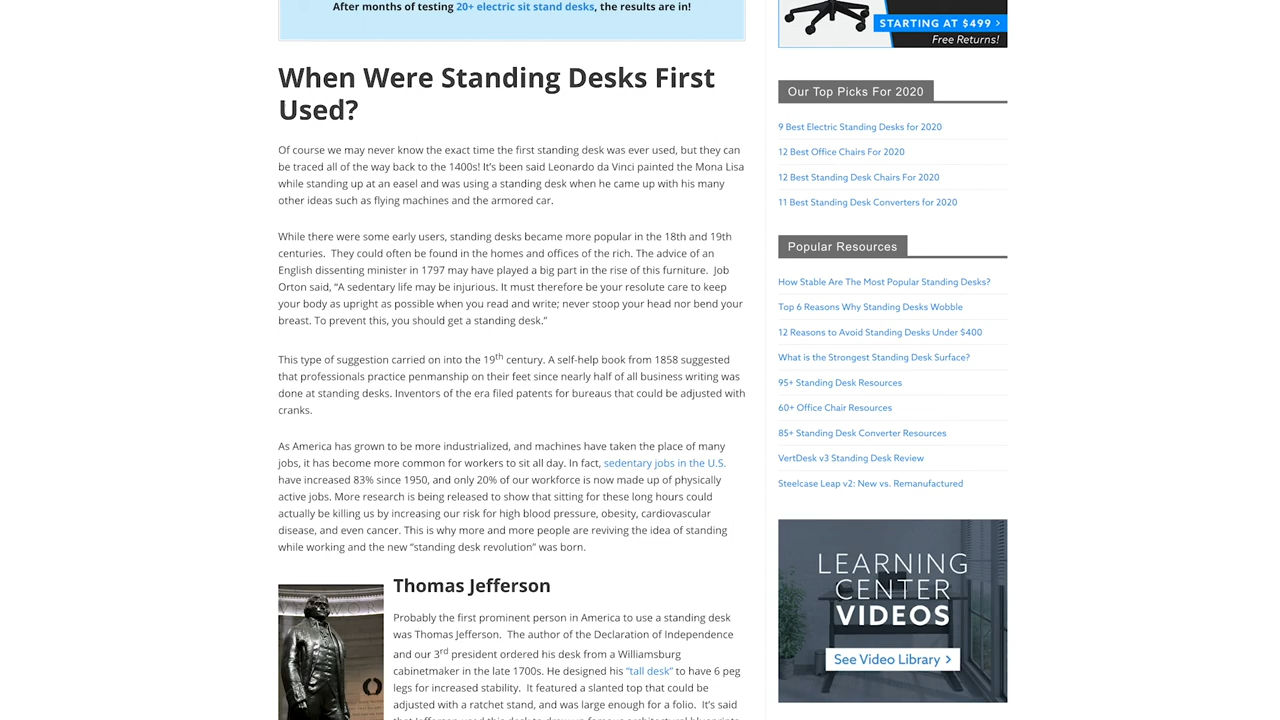 After months of testing 20+ electric sit stand desks, the results are in!
When Were Standing Desks First
Used?
Of course we may never know the exact time the first standing desk was ever used, but they can
be traced all of the way back to the 1400s! It's been said Leonardo da Vinci painted the Mona Lisa
while standing up at an easel and was using a standing desk when he came up with his many
other ideas such as flying machines and the armored car.
While there were some early users, standing desks became more popular in the 18th and 19th
centuries.  They could often be found in the homes and offices of the rich. The advice of an
English dissenting minister in 1797 may have played a big part in the rise of this furniture.  Job
Orton said, “A sedentary life may be injurious. It must therefore be your resolute care to keep
your body as upright as possible when you read and write; never stoop your head nor bend your
breast. To prevent this, you should get a standing desk.”
This type of suggestion carried on into the 19th century. A self-help book from 1858 suggested
that professionals practice penmanship on their feet since nearly half of all business writing was
done at standing desks. Inventors of the era filed patents for bureaus that could be adjusted with
cranks.
As America has grown to be more industrialized, and machines have taken the place of many
jobs, it has become more common for workers to sit all day. In fact, sedentary jobs in the U.S.
have increased 83% since 1950, and only 20% of our workforce is now made up of physically
active jobs. More research is being released to show that sitting for these long hours could
actually be killing us by increasing our risk for high blood pressure, obesity, cardiovascular
disease, and even cancer. This is why more and more people are reviving the idea of standing
while working and the new “standing desk revolution” was born.
Thomas Jefferson
Probably the first prominent person in America to use a standing desk
was Thomas Jefferson.  The author of the Declaration of Independence
and our 3rd president ordered his desk from a Williamsburg
cabinetmaker in the late 1700s. He designed his “tall desk” to have 6 peg
legs for increased stability.  It featured a slanted top that could be
adjusted with a ratchet stand, and was large enough for a folio.  It's said
that Jefferson used this desk to draw up famous architectural blueprints
STARTING AT $499 >
Free Returns!
Our Top Picks For 2020
9 Best Electric Standing Desks for 2020
12 Best Office Chairs For 2020
12 Best Standing Desk Chairs For 2020
11 Best Standing Desk Converters for 2020
Popular Resources
How Stable Are The Most Popular Standing Desks?
Top 6 Reasons Why Standing Desks Wobble
12 Reasons to Avoid Standing Desks Under $400
What is the Strongest Standing Desk Surface?
95+ Standing Desk Resources
60+ Office Chair Resources
85+ Standing Desk Converter Resources
VertDesk v3 Standing Desk Review
Steelcase Leap v2: New vs. Remanufactured
LEARNING
CENTER
VIDEOS
See Video Library >